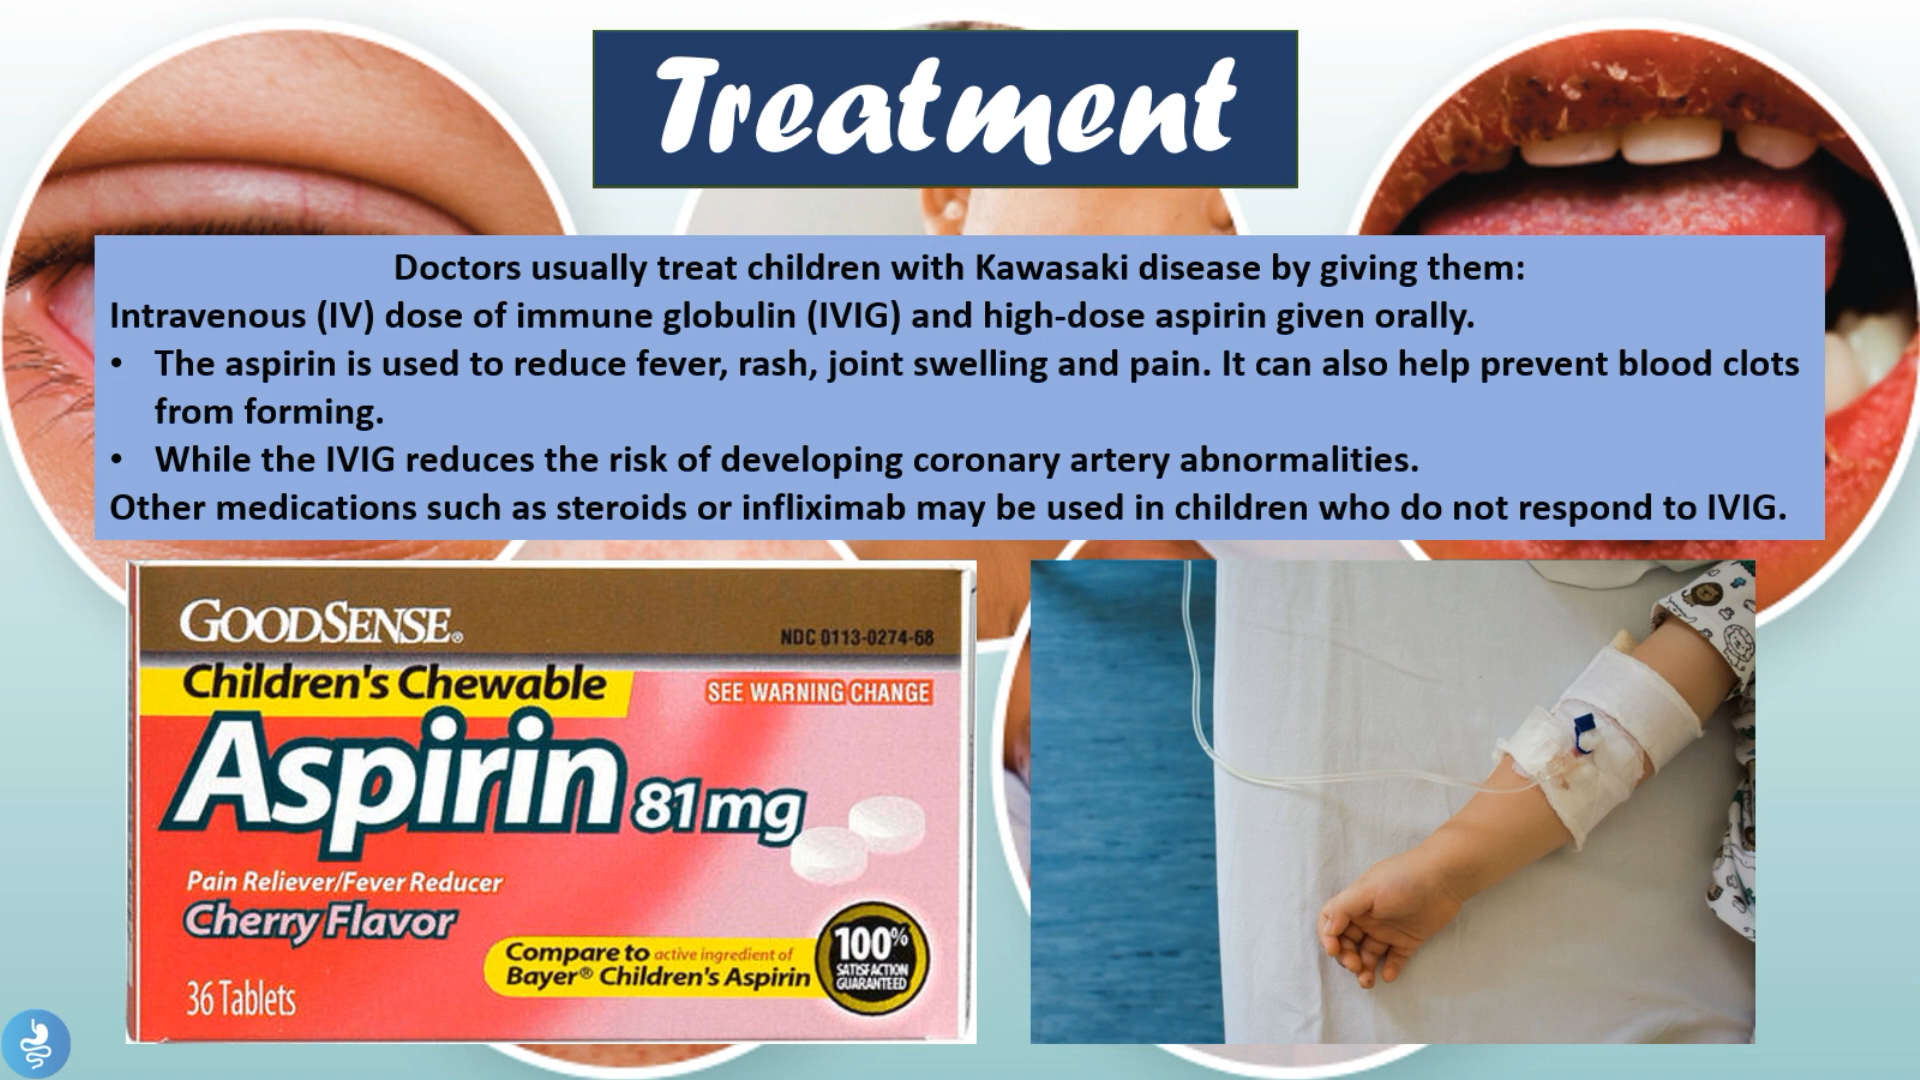 Treatment
Doctors usually treat children with Kawasaki disease by giving them:
Intravenous (IV) dose of immune globulin (IVIG) and high-dose aspirin given orally.
• The aspirin is used to reduce fever, rash, joint swelling and pain. It can also help prevent blood clots
from forming.
• While the IVIG reduces the risk of developing coronary artery abnormalities.
Other medications such as steroids or infliximab may be used in children who do not respond to IVIG.
GOODSENSE®
NDC 0113-0274-68
Children's Chewable
SEE WARNING CHANGE
Aspirin 81 mg
Pain Reliever/Fever Reducer
Cherry Flavor
Compare to active ingredient of
Bayer® Children's Aspirin
100%
SATISFACTION
GUARANTEED
36 Tablets